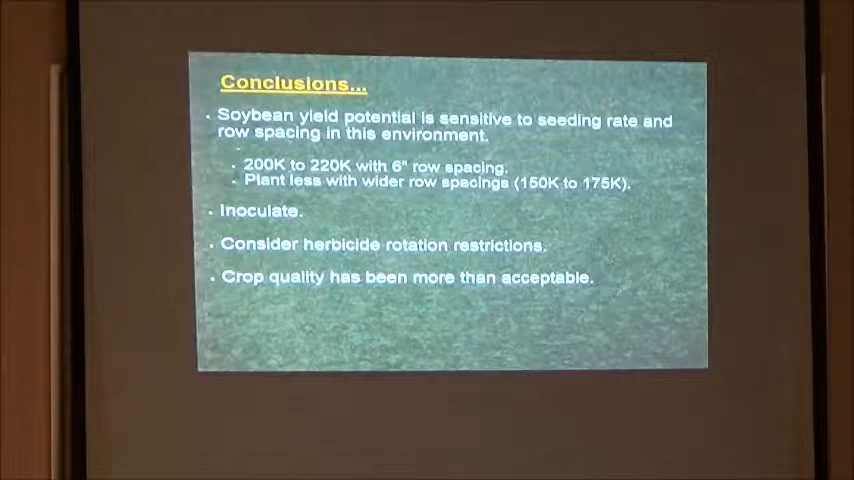 Conclusions...
Soybean yield potential is sensitive to seeding rate and
row spacing in this environment.
200K to 220K with 6" row spacing.
Plant less with wider row spacings (150K to 175K).
Inoculate.
Consider herbicide rotation restrictions.
Crop quality has been more than acceptable.